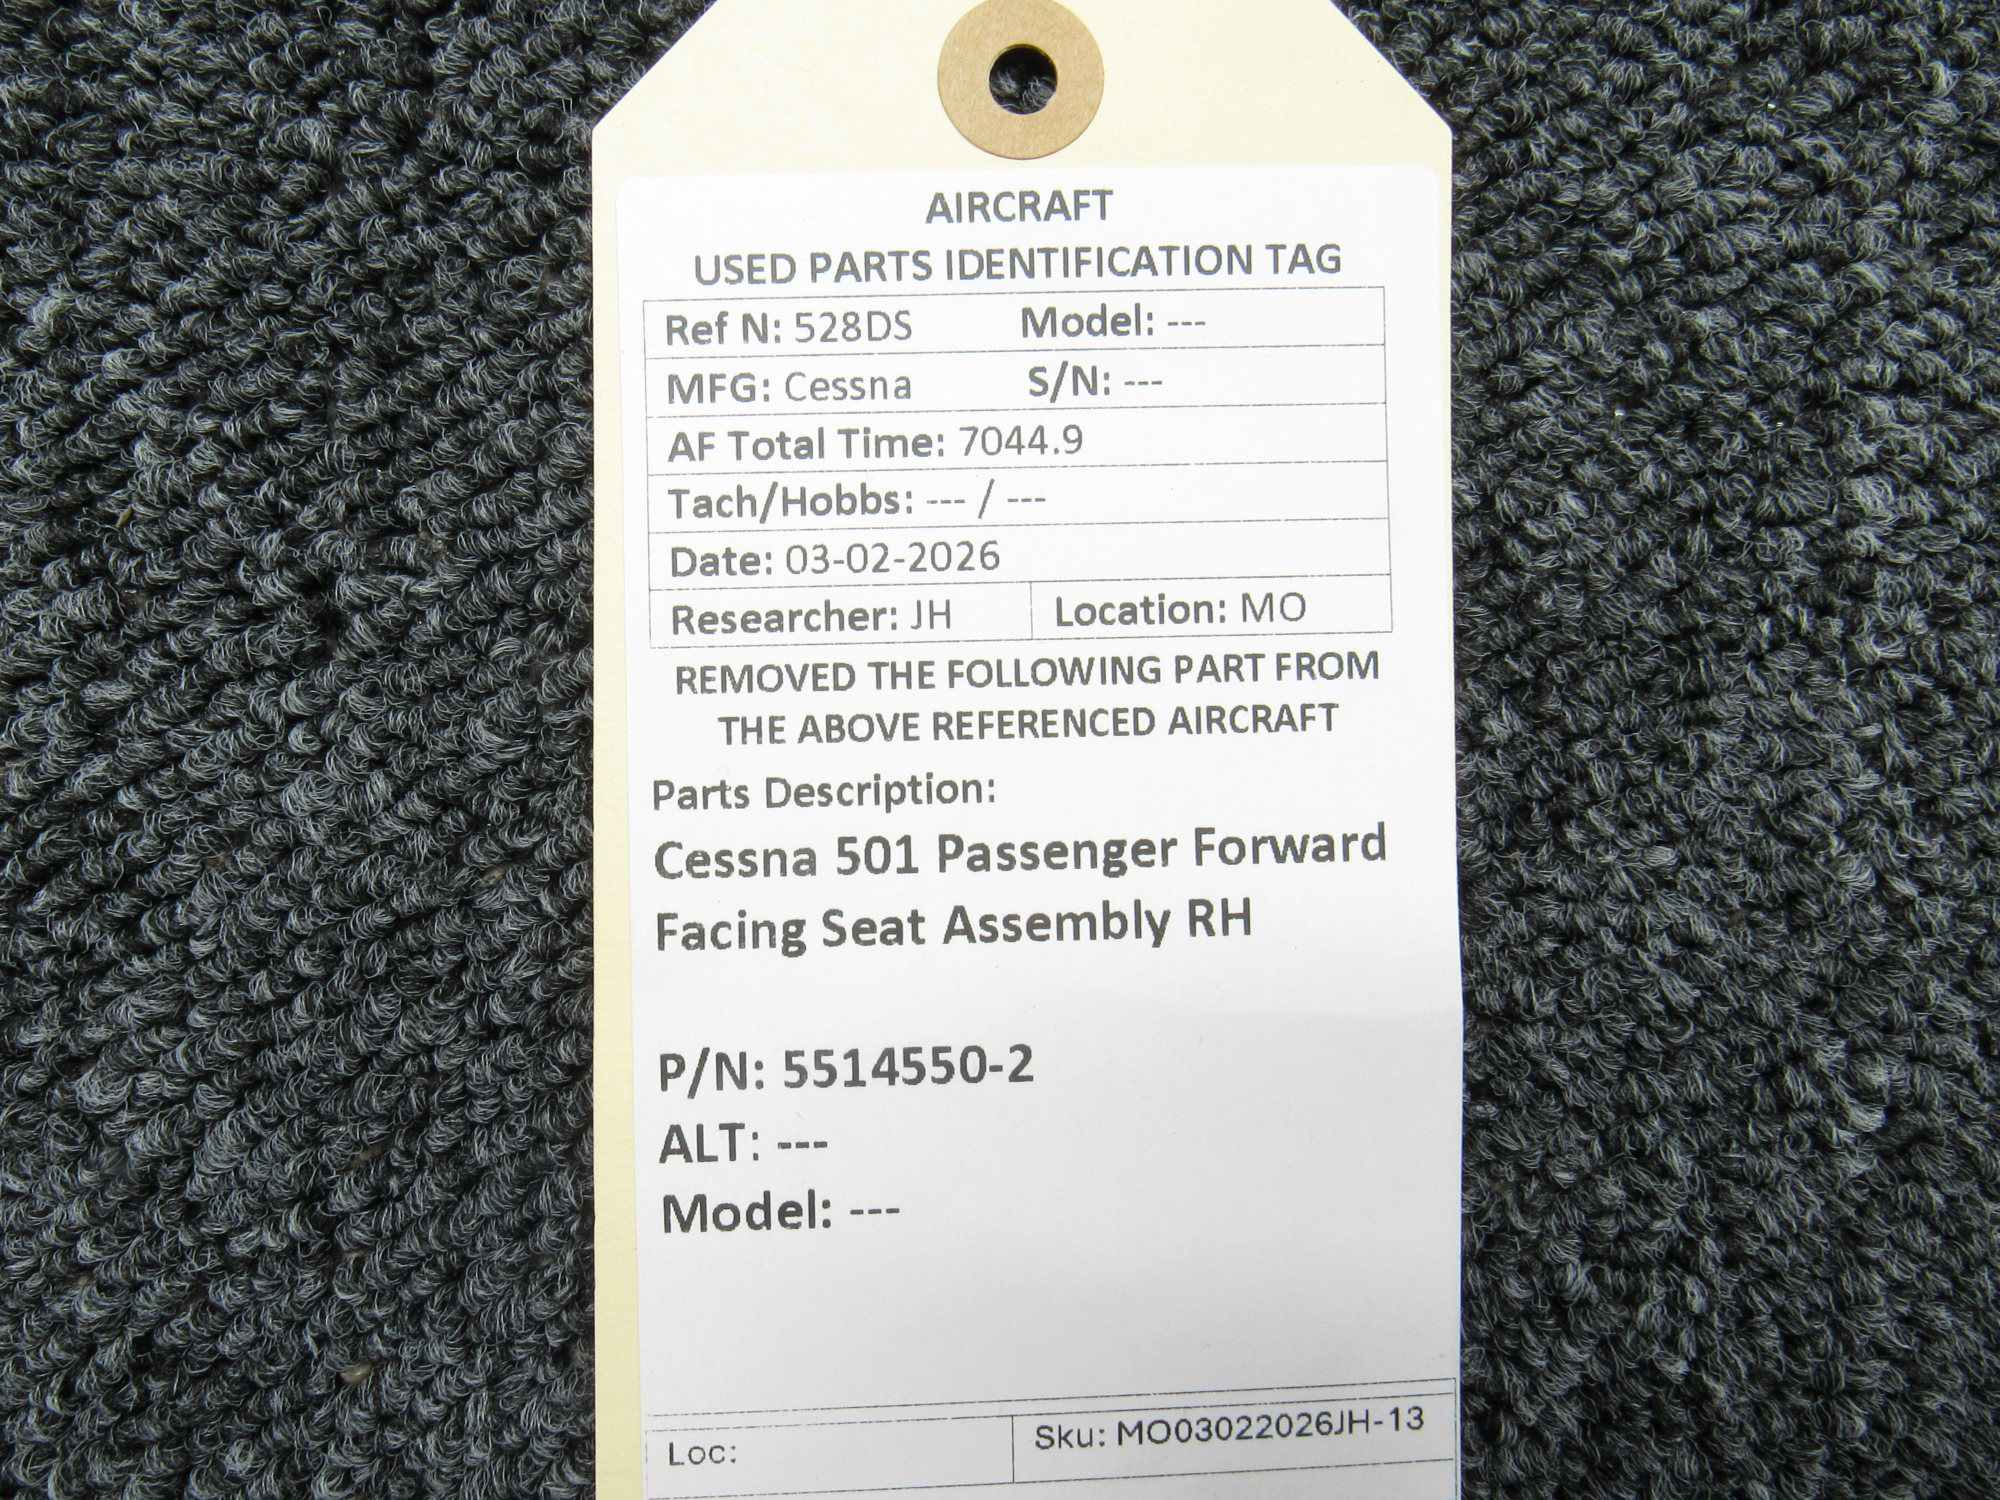 AIRCRAFT
USED PARTS IDENTIFICATION TAG
Ref N: 528DS Model: ---
MFG: Cessna S/N: ---
AF Total Time: 7044.9
Tach/Hobbs: --- / ---
Date: 03-02-2026
Researcher: JH Location: MO
REMOVED THE FOLLOWING PART FROM
THE ABOVE REFERENCED AIRCRAFT
Parts Description:
Cessna 501 Passenger Forward
Facing Seat Assembly RH
P/N: 5514550-2
ALT: ---
Model: ---
Loc: Sku: MO03022026JH-13